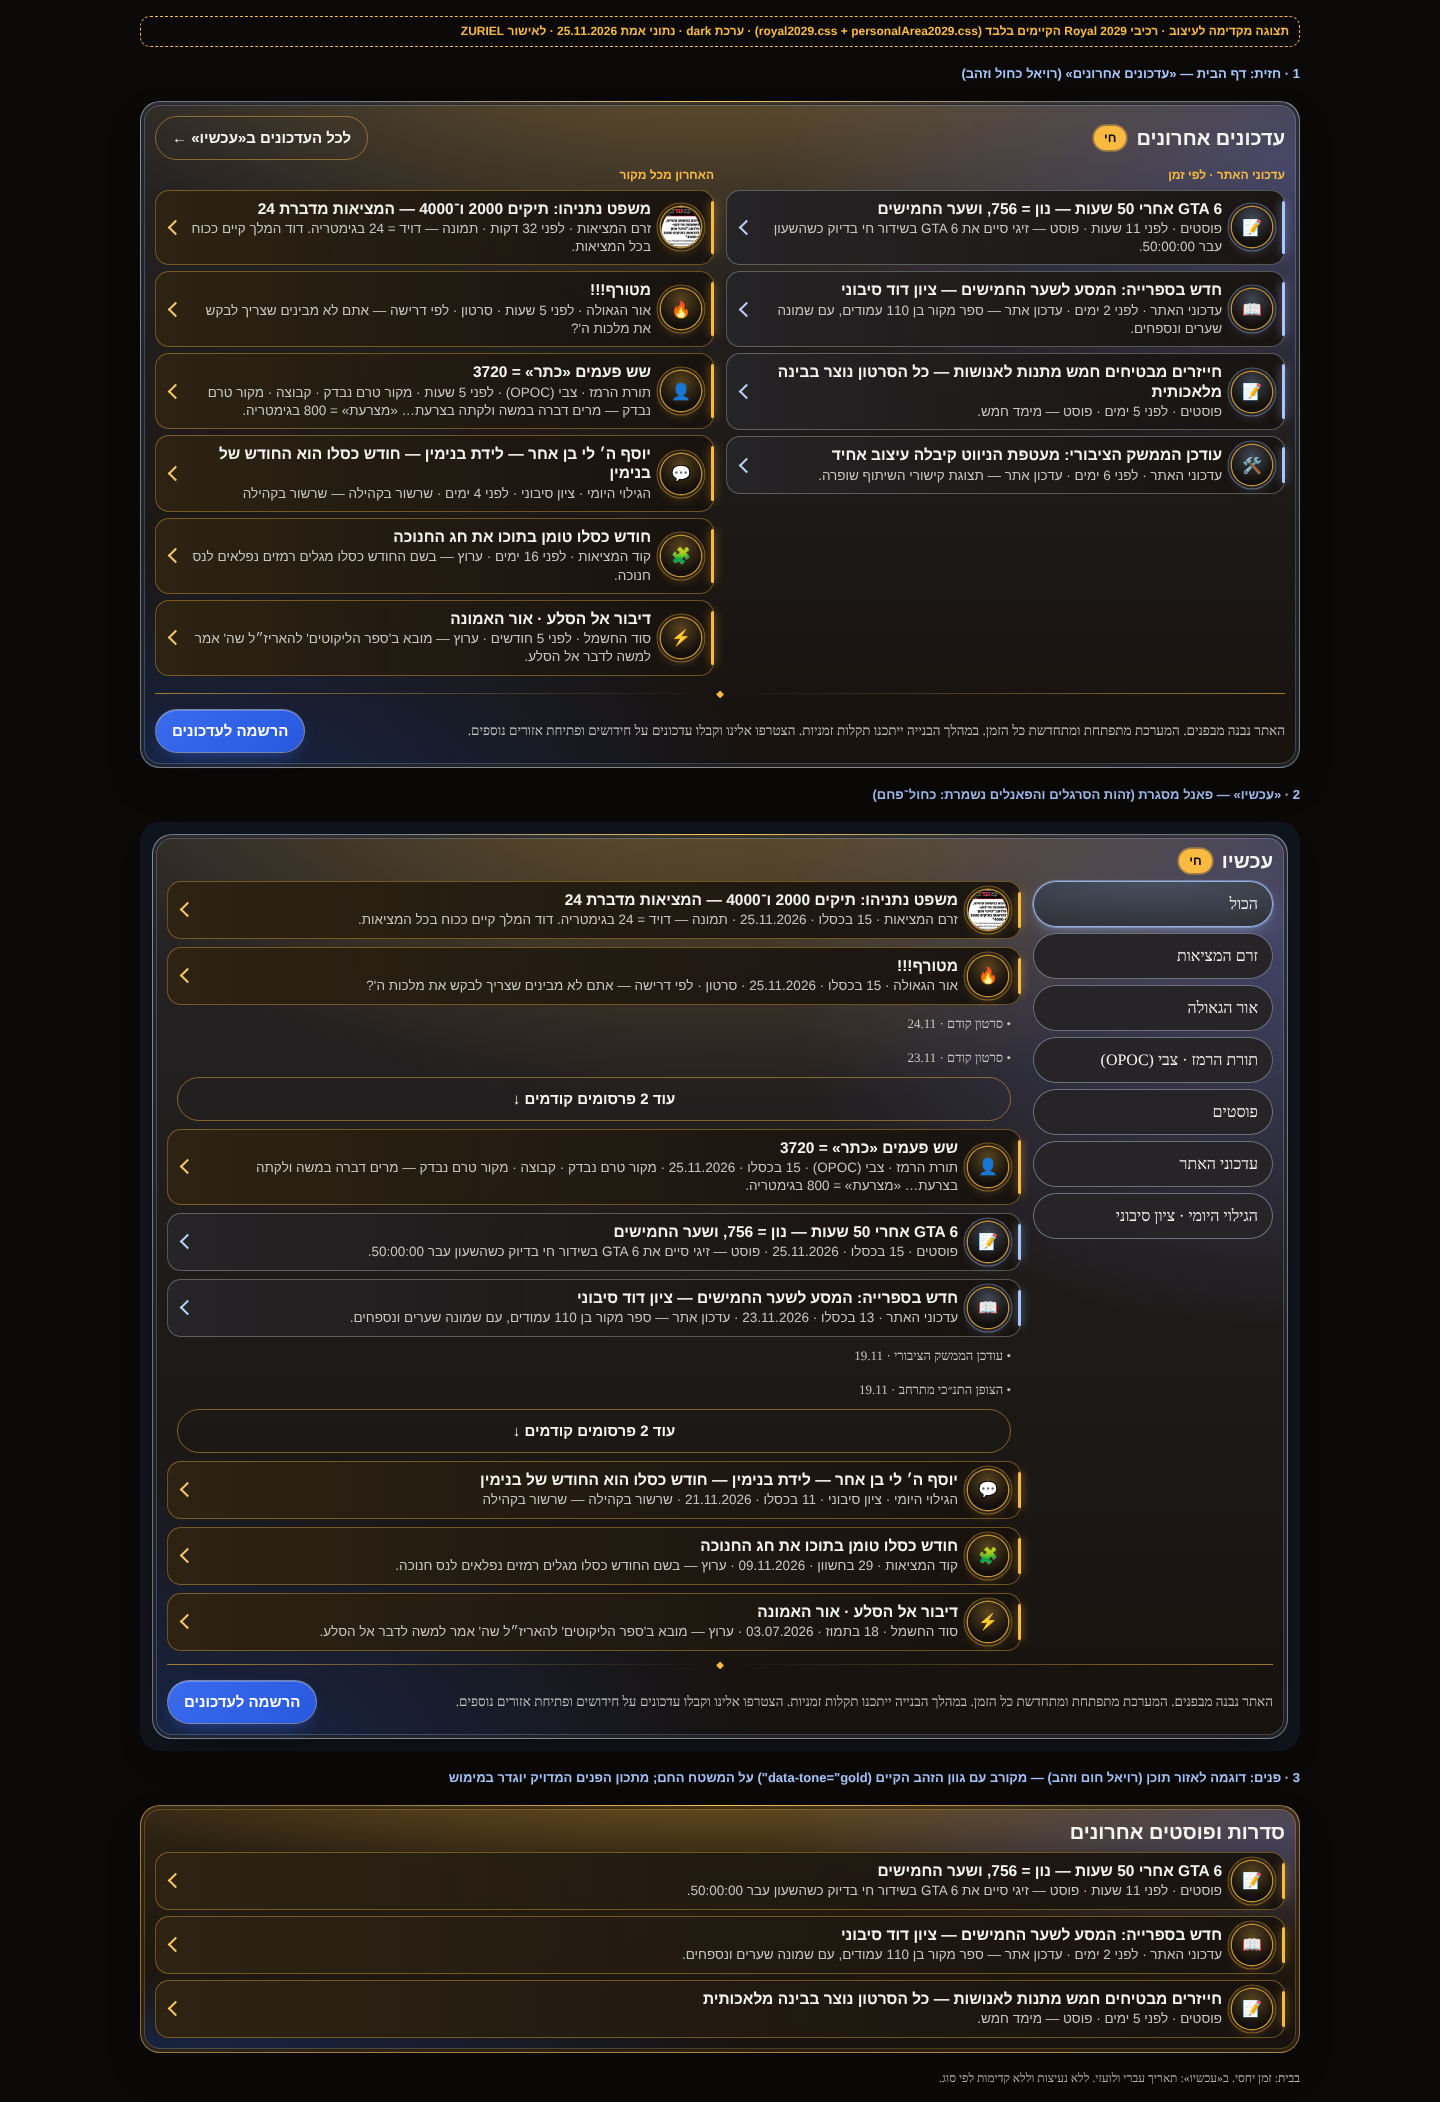 תצוגה מקדימה לעיצוב · רכיבי Royal 2029 הקיימים בלבד (royal2029.css + personalArea2029.css) · ערכת dark · נתוני אמת 25.11.2026 · לאישור ZURIEL
1 · חזית: דף הבית — «עדכונים אחרונים» (רויאל כחול וזהב)
עדכונים אחרונים
חי
לכל העדכונים ב«עכשיו» ←
עדכוני האתר · לפי זמן
GTA 6 אחרי 50 שעות — נון = 756, ושער החמישים
פוסטים · לפני 11 שעות · פוסט — זיגי סיים את GTA 6 בשידור חי בדיוק כשהשעון
עבר 50:00:00.
חדש בספרייה: המסע לשער החמישים — ציון דוד סיבוני
עדכוני האתר · לפני 2 ימים · עדכון אתר — ספר מקור בן 110 עמודים, עם שמונה
שערים ונספחים.
חייזרים מבטיחים חמש מתנות לאנושות — כל הסרטון נוצר בבינה
מלאכותית
פוסטים · לפני 5 ימים · פוסט — מימד חמש.
עודכן הממשק הציבורי: מעטפת הניווט קיבלה עיצוב אחיד
עדכוני האתר · לפני 6 ימים · עדכון אתר — תצוגת קישורי השיתוף שופרה.
האחרון מכל מקור
משפט נתניהו: תיקים 2000 ו־4000 — המציאות מדברת 24
זרם המציאות · לפני 32 דקות · תמונה — דויד = 24 בגימטריה. דוד המלך קיים ככוח
בכל המציאות.
מטורף!!!
אור הגאולה · לפני 5 שעות · סרטון · לפי דרישה — אתם לא מבינים שצריך לבקש
את מלכות ה'?
שש פעמים «כתר» = 3720
תורת הרמז · צבי (OPOC) · לפני 5 שעות · מקור טרם נבדק · קבוצה · מקור טרם
נבדק — מרים דברה במשה ולקתה בצרעת… «מצרעת» = 800 בגימטריה.
יוסף ה׳ לי בן אחר — לידת בנימין — חודש כסלו הוא החודש של
בנימין
הגילוי היומי · ציון סיבוני · לפני 4 ימים · שרשור בקהילה — שרשור בקהילה
חודש כסלו טומן בתוכו את חג החנוכה
קוד המציאות · לפני 16 ימים · ערוץ — בשם החודש כסלו מגלים רמזים נפלאים לנס
חנוכה.
דיבור אל הסלע · אור האמונה
סוד החשמל · לפני 5 חודשים · ערוץ — מובא ב'ספר הליקוטים' להאריז״ל שה' אמר
למשה לדבר אל הסלע.
האתר נבנה מבפנים. המערכת מתפתחת ומתחדשת כל הזמן. במהלך הבנייה ייתכנו תקלות זמניות. הצטרפו אלינו וקבלו עדכונים על חידושים ופתיחת אזורים נוספים.
הרשמה לעדכונים
2 · «עכשיו» — פאנל מסגרת (זהות הסרגלים והפאנלים נשמרת: כחול־פחם)
עכשיו
חי
הכול
זרם המציאות
אור הגאולה
תורת הרמז · צבי (OPOC)
פוסטים
עדכוני האתר
הגילוי היומי · ציון סיבוני
משפט נתניהו: תיקים 2000 ו־4000 — המציאות מדברת 24
זרם המציאות · 15 בכסלו · 25.11.2026 · תמונה — דויד = 24 בגימטריה. דוד המלך קיים ככוח בכל המציאות.
מטורף!!!
אור הגאולה · 15 בכסלו · 25.11.2026 · סרטון · לפי דרישה — אתם לא מבינים שצריך לבקש את מלכות ה'?
• סרטון קודם · 24.11
• סרטון קודם · 23.11
עוד 2 פרסומים קודמים ↓
שש פעמים «כתר» = 3720
תורת הרמז · צבי (OPOC) · 15 בכסלו · 25.11.2026 · מקור טרם נבדק · קבוצה · מקור טרם נבדק — מרים דברה במשה ולקתה
בצרעת… «מצרעת» = 800 בגימטריה.
GTA 6 אחרי 50 שעות — נון = 756, ושער החמישים
פוסטים · 15 בכסלו · 25.11.2026 · פוסט — זיגי סיים את GTA 6 בשידור חי בדיוק כשהשעון עבר 50:00:00.
חדש בספרייה: המסע לשער החמישים — ציון דוד סיבוני
עדכוני האתר · 13 בכסלו · 23.11.2026 · עדכון אתר — ספר מקור בן 110 עמודים, עם שמונה שערים ונספחים.
• עודכן הממשק הציבורי · 19.11
• הצופן התנ״כי מתרחב · 19.11
עוד 2 פרסומים קודמים ↓
יוסף ה׳ לי בן אחר — לידת בנימין — חודש כסלו הוא החודש של בנימין
הגילוי היומי · ציון סיבוני · 11 בכסלו · 21.11.2026 · שרשור בקהילה — שרשור בקהילה
חודש כסלו טומן בתוכו את חג החנוכה
קוד המציאות · 29 בחשוון · 09.11.2026 · ערוץ — בשם החודש כסלו מגלים רמזים נפלאים לנס חנוכה.
דיבור אל הסלע · אור האמונה
סוד החשמל · 18 בתמוז · 03.07.2026 · ערוץ — מובא ב'ספר הליקוטים' להאריז״ל שה' אמר למשה לדבר אל הסלע.
האתר נבנה מבפנים. המערכת מתפתחת ומתחדשת כל הזמן. במהלך הבנייה ייתכנו תקלות זמניות. הצטרפו אלינו וקבלו עדכונים על חידושים ופתיחת אזורים נוספים.
הרשמה לעדכונים
3 · פנים: דוגמה לאזור תוכן (רויאל חום וזהב) — מקורב עם גוון הזהב הקיים (data-tone="gold") על המשטח החם; מתכון הפנים המדויק יוגדר במימוש
סדרות ופוסטים אחרונים
GTA 6 אחרי 50 שעות — נון = 756, ושער החמישים
פוסטים · לפני 11 שעות · פוסט — זיגי סיים את GTA 6 בשידור חי בדיוק כשהשעון עבר 50:00:00.
חדש בספרייה: המסע לשער החמישים — ציון דוד סיבוני
עדכוני האתר · לפני 2 ימים · עדכון אתר — ספר מקור בן 110 עמודים, עם שמונה שערים ונספחים.
חייזרים מבטיחים חמש מתנות לאנושות — כל הסרטון נוצר בבינה מלאכותית
פוסטים · לפני 5 ימים · פוסט — מימד חמש.
בבית: זמן יחסי. ב«עכשיו»: תאריך עברי ולועזי. ללא נעיצות וללא קדימות לפי סוג.